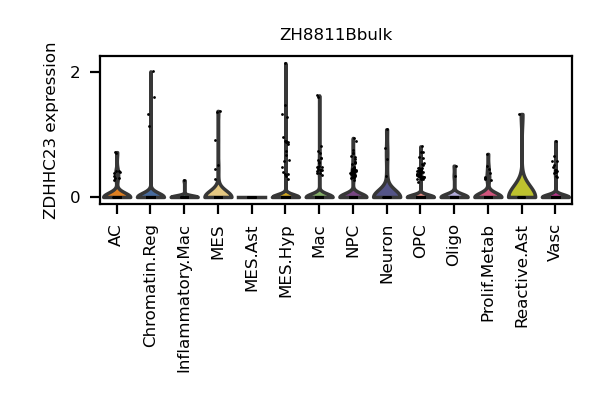 ZH8811Bbulk
ZDHHC23 expression
2
0
AC
Chromatin.Reg
Inflammatory.Mac
MES
MES.Ast
MES.Hyp
Mac
NPC
Neuron
OPC
Oligo
Prolif.Metab
Reactive.Ast
Vasc